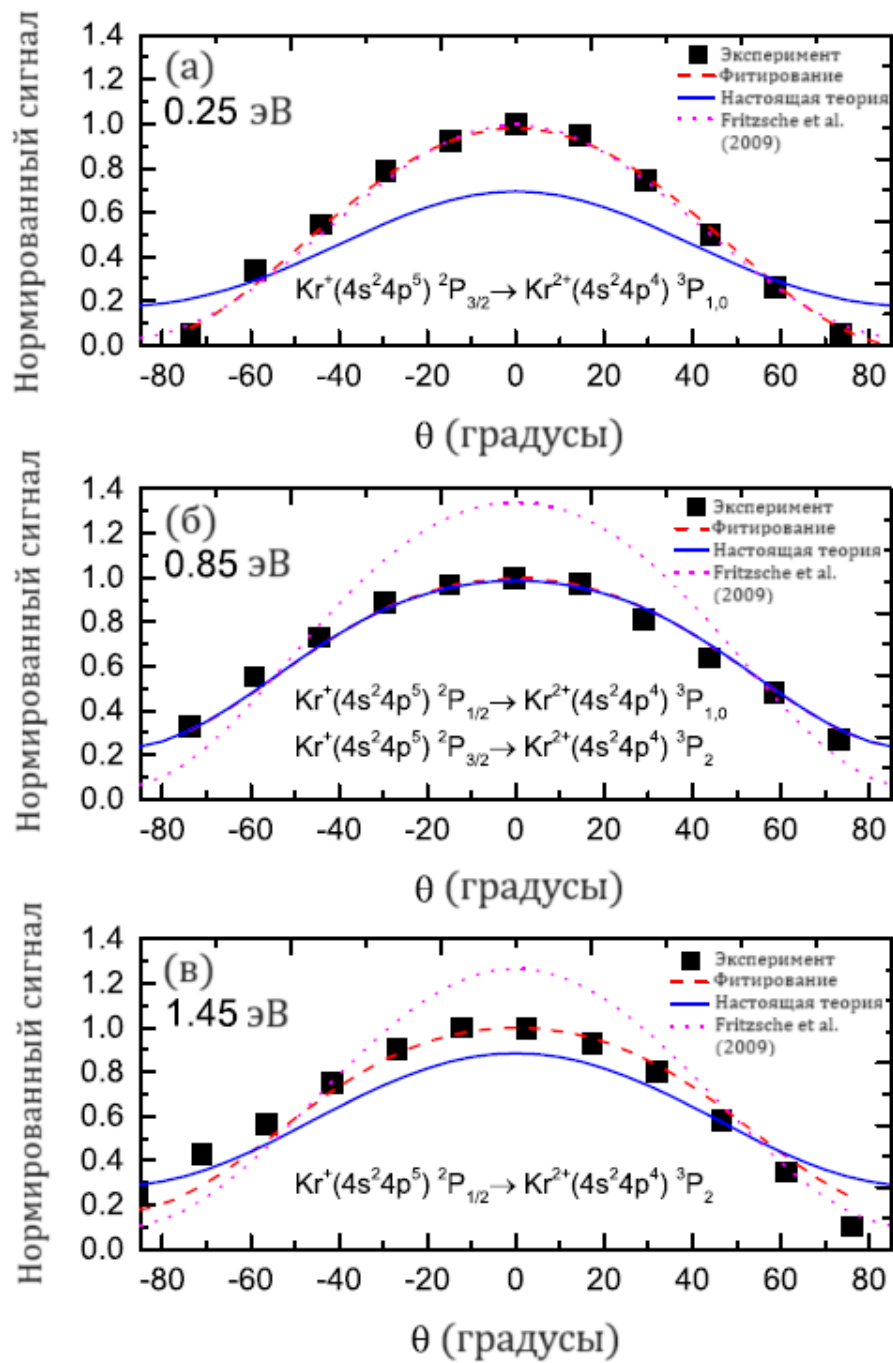 Нормированный сигнал
1.4
1.2
1.0
0.8
0.6
0.4
0.2
0.0
(а)
0.25 эВ
Эксперимент
Фитирование
Настоящая теория
Fritzsche et al.
(2009)
Kr⁺(4s²4p⁵) ²P₃/₂→ Kr²⁺(4s²4p⁴) ³P₁,₀
-80 -60 -40 -20 0 20 40 60 80
θ (градусы)
Нормированный сигнал
1.4
1.2
1.0
0.8
0.6
0.4
0.2
0.0
(б)
0.85 эВ
Эксперимент
Фитирование
Настоящая теория
Fritzsche et al.
(2009)
Kr⁺(4s²4p⁵) ²P₁/₂→ Kr²⁺(4s²4p⁴) ³P₁,₀
Kr⁺(4s²4p⁵) ²P₃/₂→ Kr²⁺(4s²4p⁴) ³P₂
-80 -60 -40 -20 0 20 40 60 80
θ (градусы)
Нормированный сигнал
1.4
1.2
1.0
0.8
0.6
0.4
0.2
0.0
(в)
1.45 эВ
Эксперимент
Фитирование
Настоящая теория
Fritzsche et al.
(2009)
Kr⁺(4s²4p⁵) ²P₁/₂→ Kr²⁺(4s²4p⁴) ³P₂
-80 -60 -40 -20 0 20 40 60 80
θ (градусы)